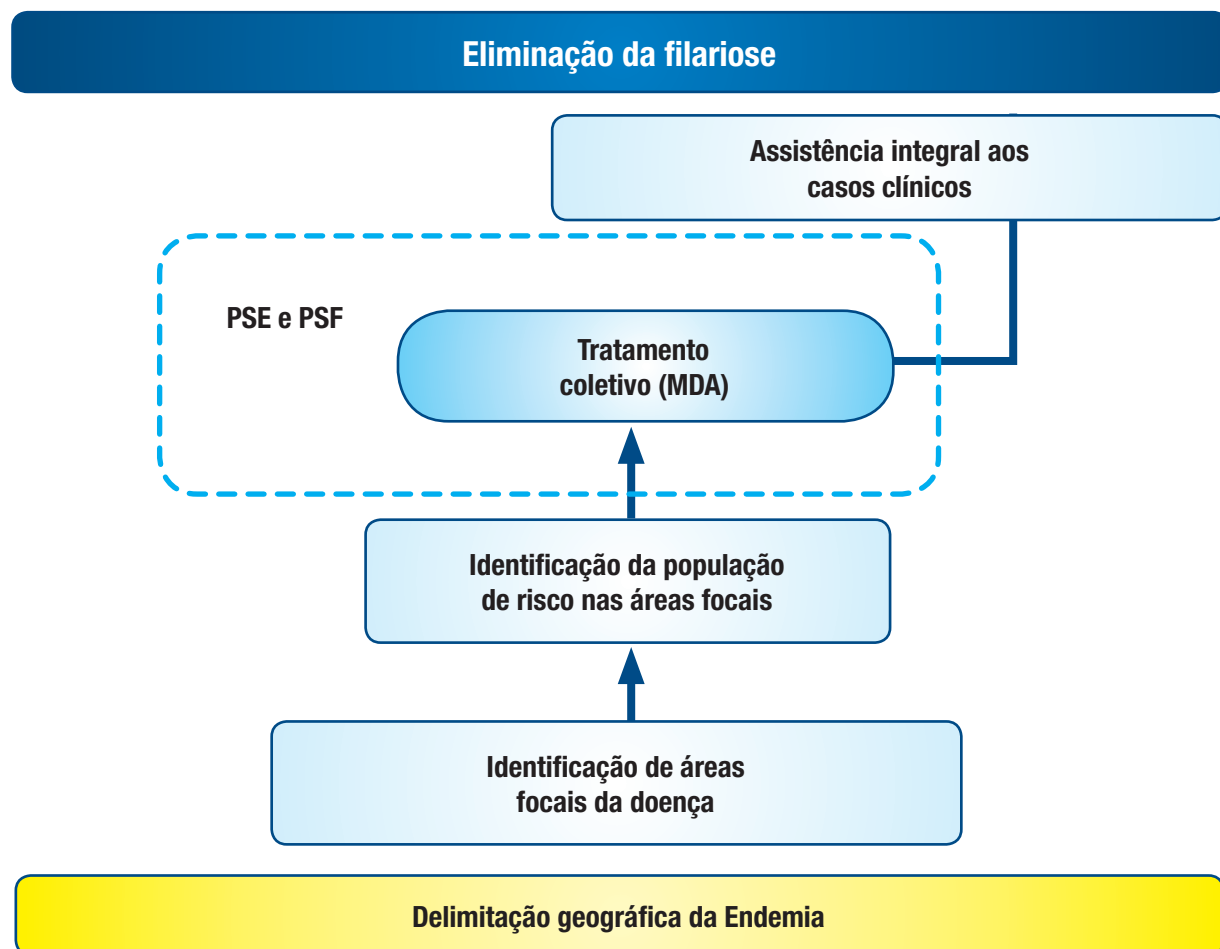 Eliminação da filariose
Assistência integral aos
casos clínicos
PSE e PSF
Tratamento
coletivo (MDA)
Identificação da população
de risco nas áreas focais
Identificação de áreas
focais da doença
Delimitação geográfica da Endemia